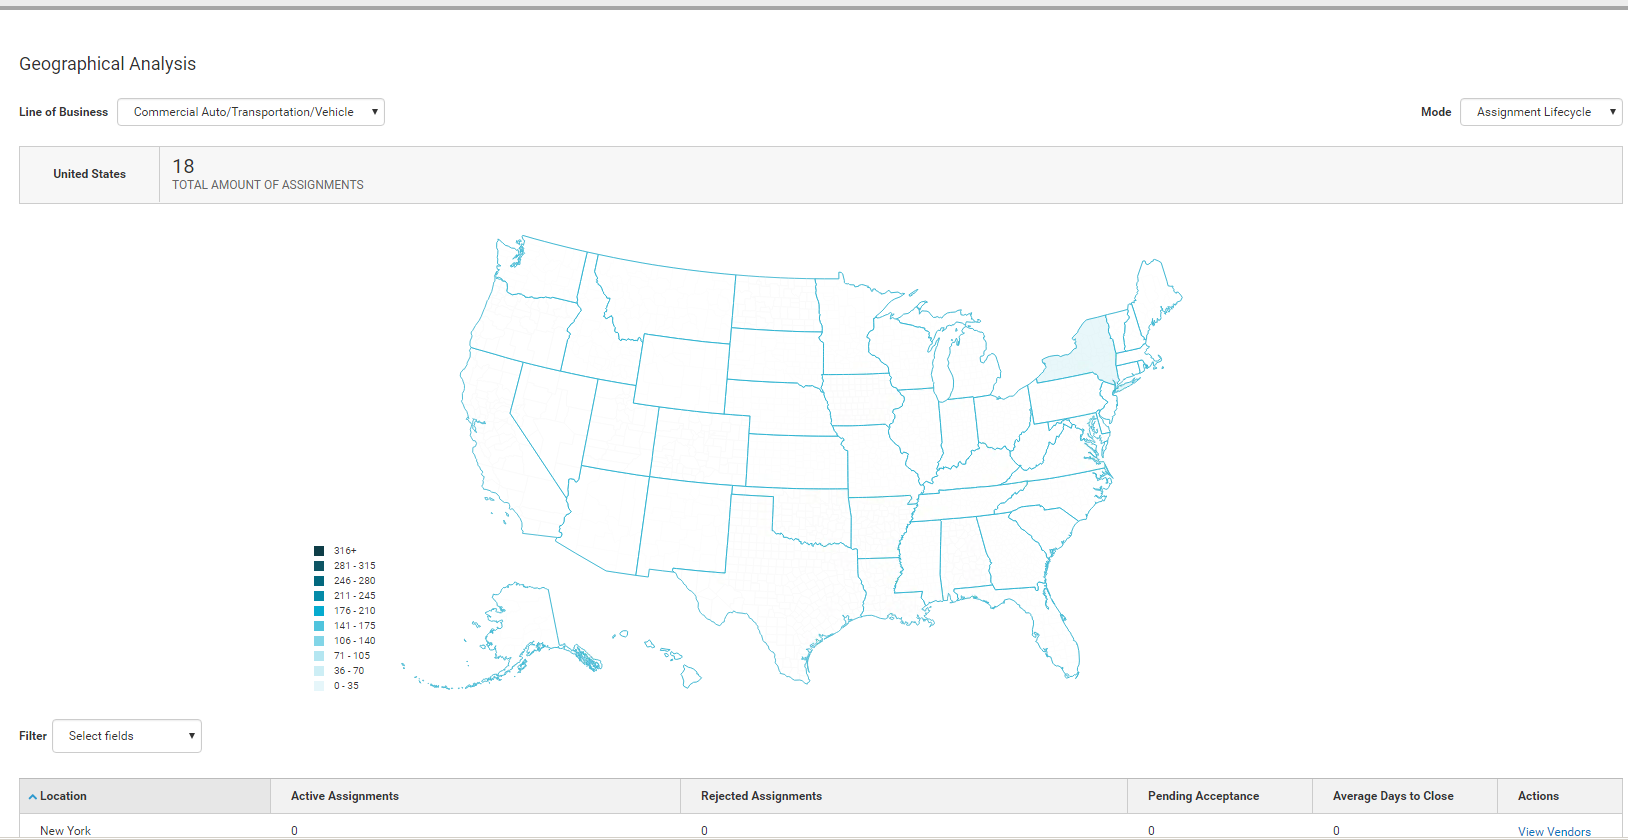 Geographical Analysis
Line of Business Commercial Auto/Transportation/Vehicle Mode Assignment Lifecycle
United States 18
TOTAL AMOUNT OF ASSIGNMENTS
316+
281 - 315
246 - 280
211 - 245
176 - 210
141 - 175
106 - 140
71 - 105
36 - 70
0 - 35
Filter Select fields
Location Active Assignments Rejected Assignments Pending Acceptance Average Days to Close Actions
New York 0 0 0 0 View Vendors